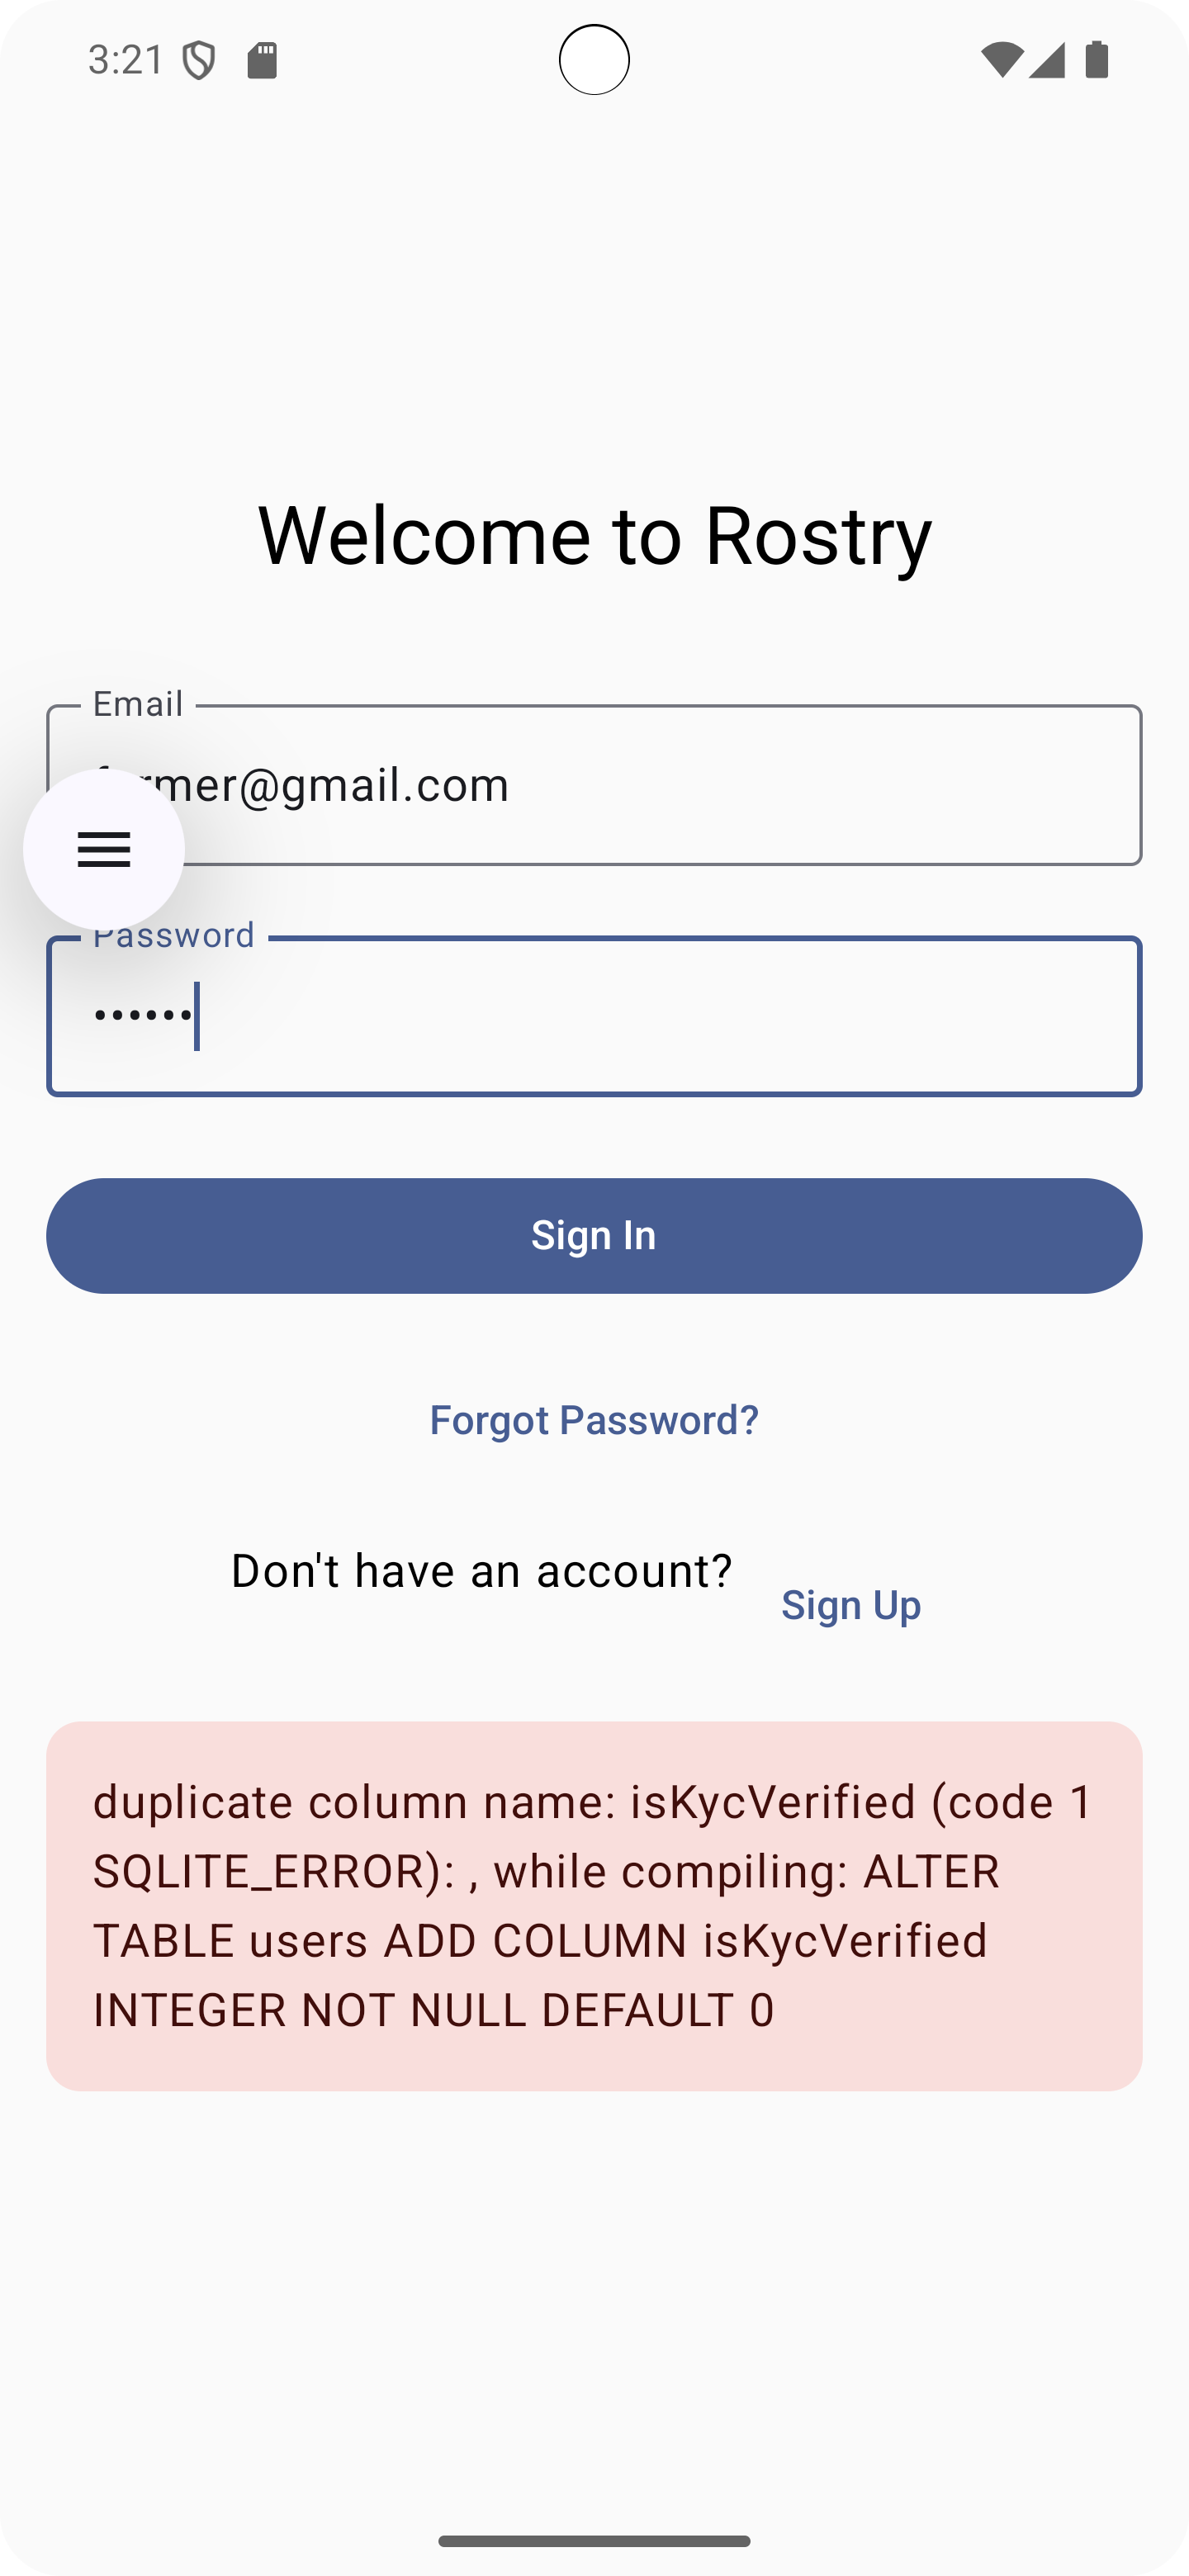 3:21
Welcome to Rostry
Email
@gmail.com
Password
••••••
Sign In
Forgot Password?
Don't have an account?
Sign Up
duplicate column name: isKycVerified (code 1
SQLITE_ERROR): , while compiling: ALTER
TABLE users ADD COLUMN isKycVerified
INTEGER NOT NULL DEFAULT 0